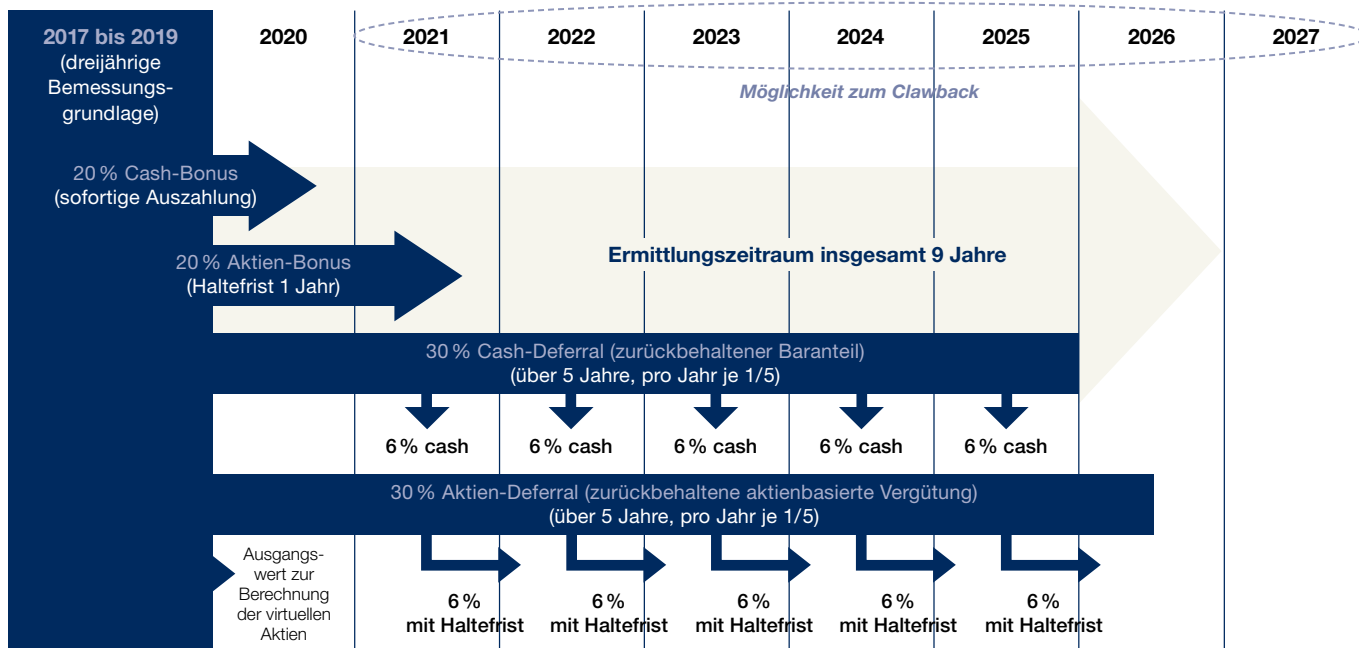 2017 bis 2019
(dreijährige
Bemessungs-
grundlage)
2020
2021
2022
2023
2024
2025
2026
2027
Möglichkeit zum Clawback
20 % Cash-Bonus
(sofortige Auszahlung)
20 % Aktien-Bonus
(Haltefrist 1 Jahr)
Ermittlungszeitraum insgesamt 9 Jahre
30 % Cash-Deferral (zurückbehaltener Baranteil)
(über 5 Jahre, pro Jahr je 1/5)
6 % cash
6 % cash
6 % cash
6 % cash
6 % cash
30 % Aktien-Deferral (zurückbehaltene aktienbasierte Vergütung)
(über 5 Jahre, pro Jahr je 1/5)
Ausgangs-
wert zur
Berechnung
der virtuellen
Aktien
6 %
mit Haltefrist
6 %
mit Haltefrist
6 %
mit Haltefrist
6 %
mit Haltefrist
6 %
mit Haltefrist